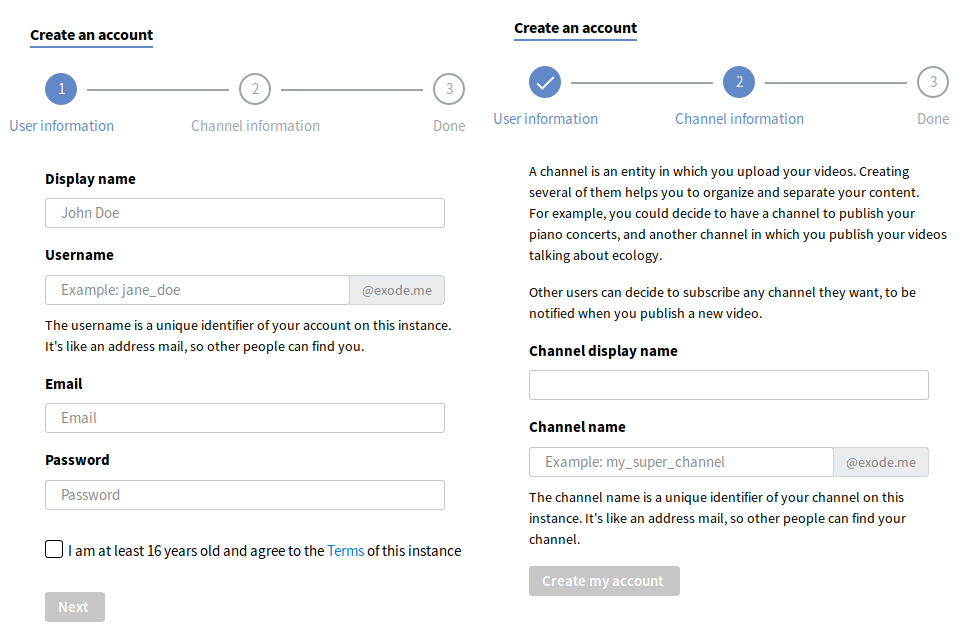 Create an account
1
2
3
User information
Channel information
Done
Display name
John Doe
Username
Example: jane_doe
@exode.me
The username is a unique identifier of your account on this instance.
It's like an address mail, so other people can find you.
Email
Email
Password
Password
I am at least 16 years old and agree to the Terms of this instance
Next
Create an account
2
3
User information
Channel information
Done
A channel is an entity in which you upload your videos. Creating
several of them helps you to organize and separate your content.
For example, you could decide to have a channel to publish your
piano concerts, and another channel in which you publish your videos
talking about ecology.
Other users can decide to subscribe any channel they want, to be
notified when you publish a new video.
Channel display name
Channel name
Example: my_super_channel
@exode.me
The channel name is a unique identifier of your channel on this
instance. It's like an address mail, so other people can find your
channel.
Create my account